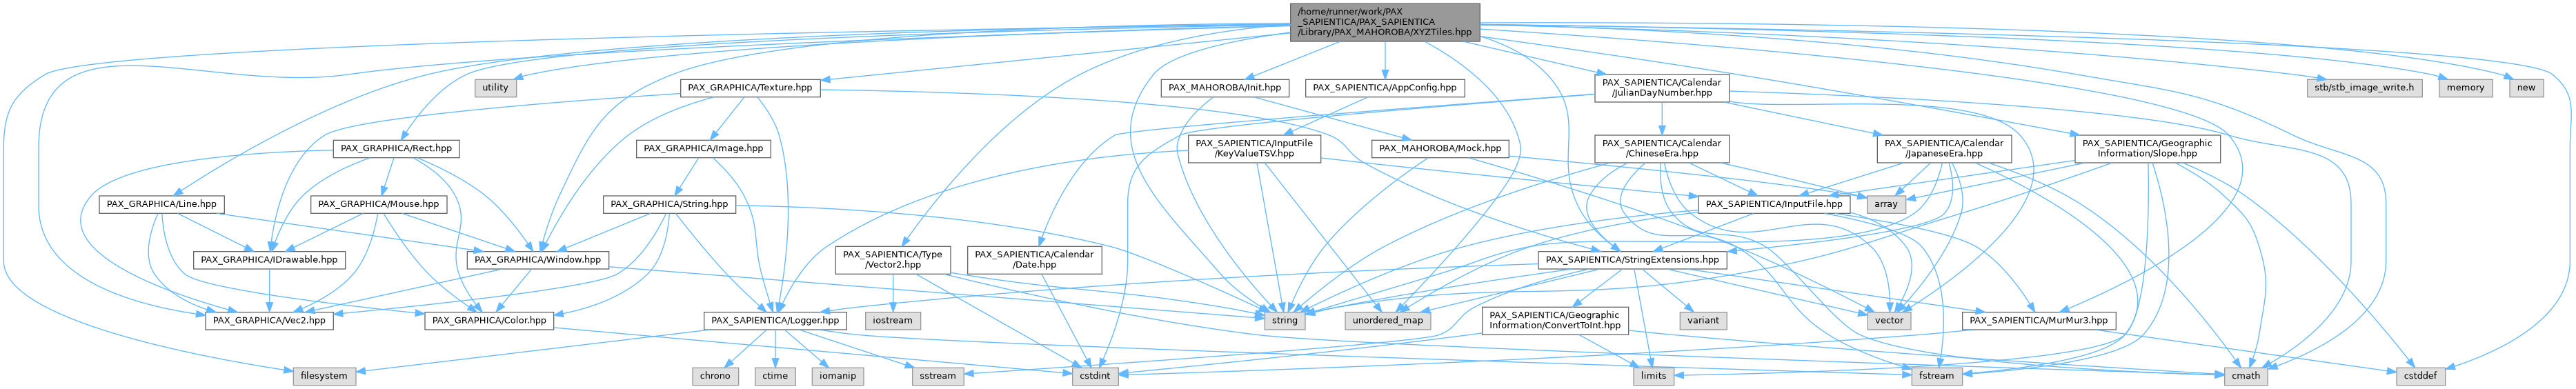 /home/runner/work/PAX
_SAPIENTICA/PAX_SAPIENTICA
/Library/PAX_MAHOROBA/XYZTiles.hpp
utility
PAX_GRAPHICA/Texture.hpp
PAX_MAHOROBA/Init.hpp
PAX_SAPIENTICA/AppConfig.hpp
PAX_SAPIENTICA/Calendar
/JulianDayNumber.hpp
stb/stb_image_write.h
memory
new
PAX_GRAPHICA/Rect.hpp
PAX_GRAPHICA/Image.hpp
PAX_SAPIENTICA/InputFile
/KeyValueTSV.hpp
PAX_MAHOROBA/Mock.hpp
PAX_SAPIENTICA/Calendar
/ChineseEra.hpp
PAX_SAPIENTICA/Calendar
/JapaneseEra.hpp
PAX_SAPIENTICA/Geographic
Information/Slope.hpp
PAX_GRAPHICA/Line.hpp
PAX_GRAPHICA/Mouse.hpp
PAX_GRAPHICA/String.hpp
PAX_SAPIENTICA/InputFile.hpp
array
PAX_GRAPHICA/IDrawable.hpp
PAX_GRAPHICA/Window.hpp
PAX_SAPIENTICA/Type
/Vector2.hpp
PAX_SAPIENTICA/Calendar
/Date.hpp
PAX_SAPIENTICA/StringExtensions.hpp
PAX_GRAPHICA/Vec2.hpp
PAX_GRAPHICA/Color.hpp
PAX_SAPIENTICA/Logger.hpp
iostream
string
unordered_map
PAX_SAPIENTICA/Geographic
Information/ConvertToInt.hpp
variant
vector
PAX_SAPIENTICA/MurMur3.hpp
filesystem
chrono
ctime
iomanip
sstream
cstdint
limits
fstream
cmath
cstddef